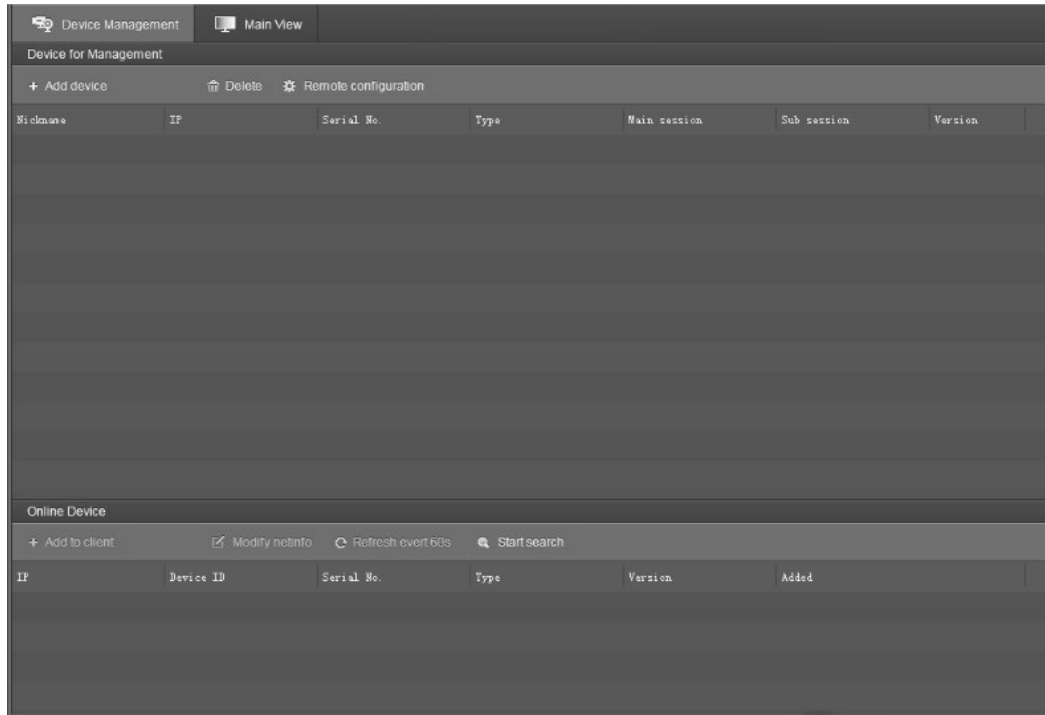 Device Management Main View
Device for Management
+ Add device Delete Remote configuration
Nickname IP Serial No. Type Main session Sub session Version
Online Device
+ Add to client Modify netinfo Refresh evert 60s Start search
IP Device ID Serial No. Type Version Added